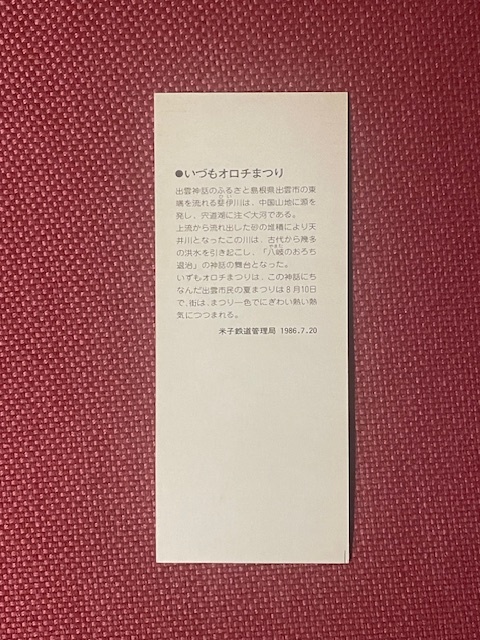 ●いづもオロチまつり
出雲神話のふるさと島根県出雲市の東
端を流れる斐伊川は、中国山地に源を
発し、宍道湖に注ぐ大河である。
上流から流れ出した砂の堆積により天
井川となったこの川は、古代から幾多
の洪水を引き起こし、「八岐のおろち
退治」の神話の舞台となった。
いずもオロチまつりは、この神話にち
なんだ出雲市民の夏まつりは8月10日
で、街は、まつり一色でにぎわい熱い熱
気につつまれる。
米子鉄道管理局 1986.7.20